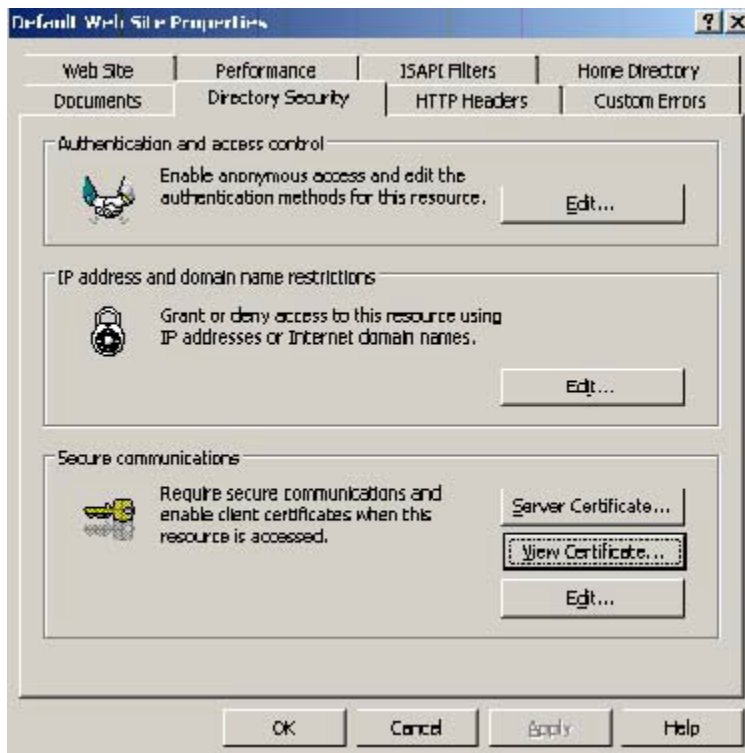 Default Web Site Properties
? X
Web Site Performance ISAPI Filters Home Directory
Documents Directory Security HTTP Headers Custom Errors
Authentication and access control
Enable anonymous access and edit the
authentication methods for this resource.
Edit...
IP address and domain name restrictions
Grant or deny access to this resource using
IP addresses or Internet domain names.
Edit...
Secure communications
Require secure communications and
enable client certificates when this
resource is accessed.
Server Certificate...
View Certificate...
Edit...
OK Cancel Apply Help